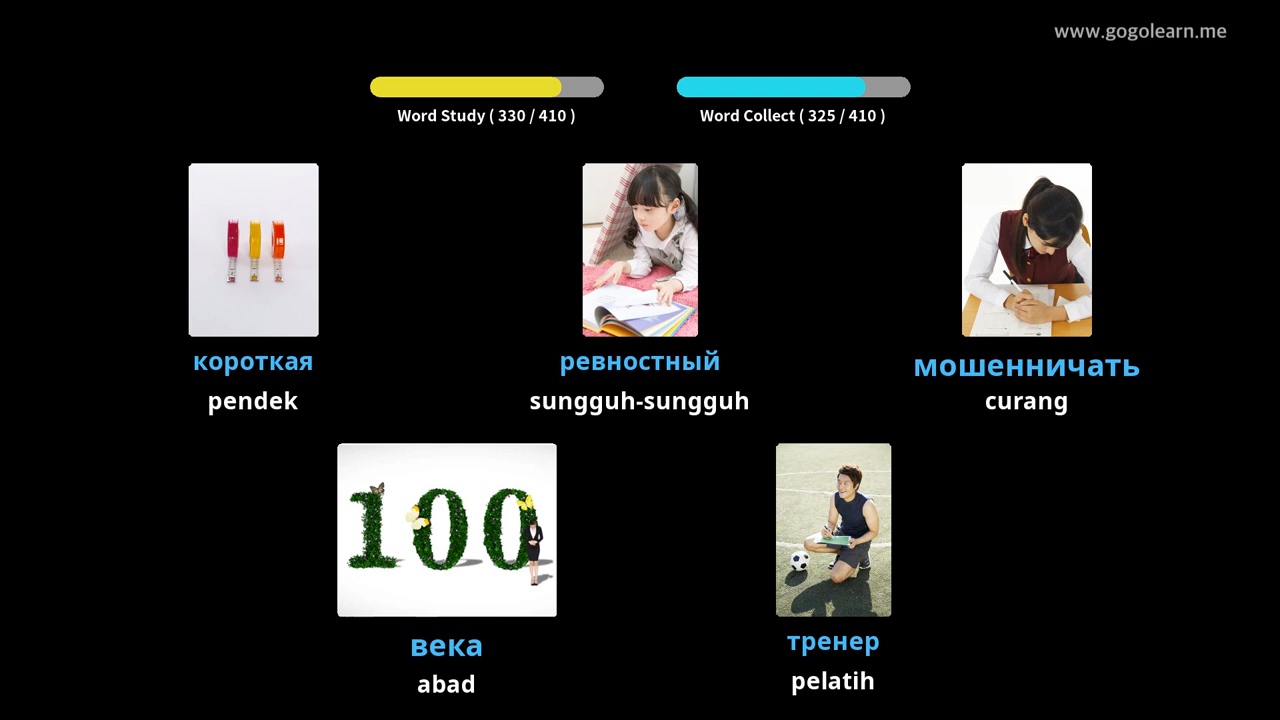 www.gogolearn.me
Word Study ( 330 / 410 )
Word Collect ( 325 / 410 )
короткая
pendek
ревностный
sungguh-sungguh
мошенничать
curang
100
века
abad
тренер
pelatih